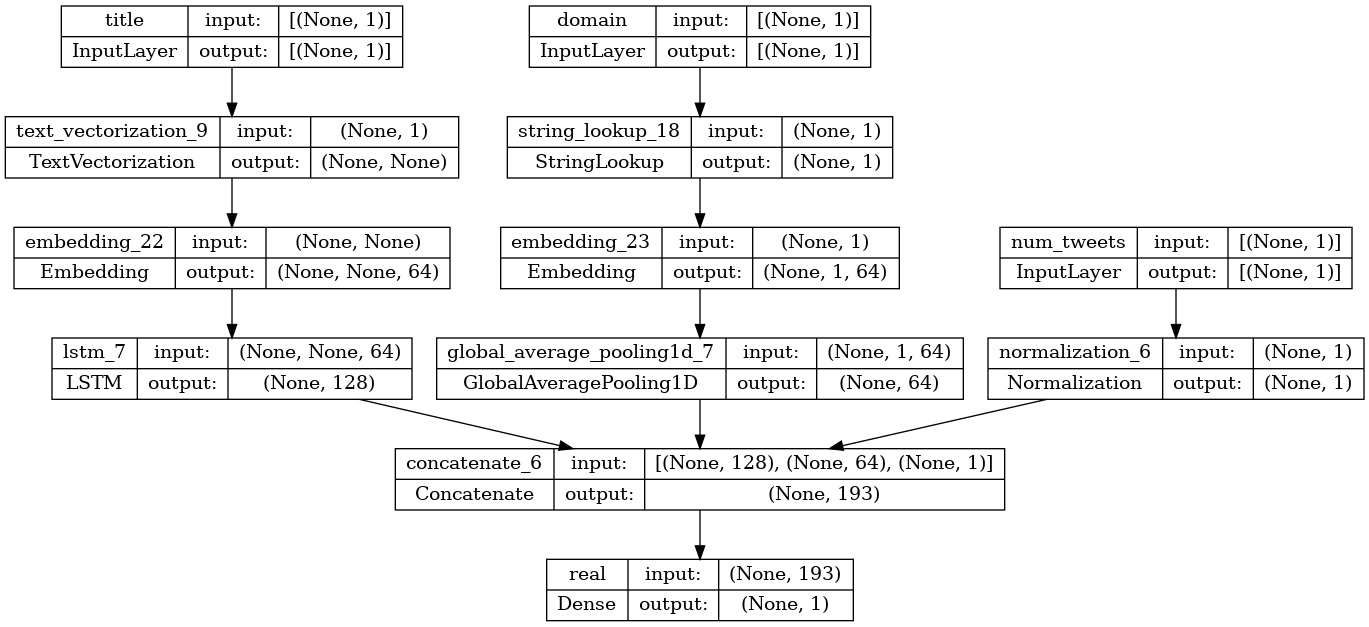 title input: [(None, 1)]
InputLayer output: [(None, 1)]
domain input: [(None, 1)]
InputLayer output: [(None, 1)]
text_vectorization_9 input: (None, 1)
TextVectorization output: (None, None)
string_lookup_18 input: (None, 1)
StringLookup output: (None, 1)
embedding_22 input: (None, None)
Embedding output: (None, None, 64)
embedding_23 input: (None, 1)
Embedding output: (None, 1, 64)
num_tweets input: [(None, 1)]
InputLayer output: [(None, 1)]
lstm_7 input: (None, None, 64)
LSTM output: (None, 128)
global_average_pooling1d_7 input: (None, 1, 64)
GlobalAveragePooling1D output: (None, 64)
normalization_6 input: (None, 1)
Normalization output: (None, 1)
concatenate_6 input: [(None, 128), (None, 64), (None, 1)]
Concatenate output: (None, 193)
real input: (None, 193)
Dense output: (None, 1)